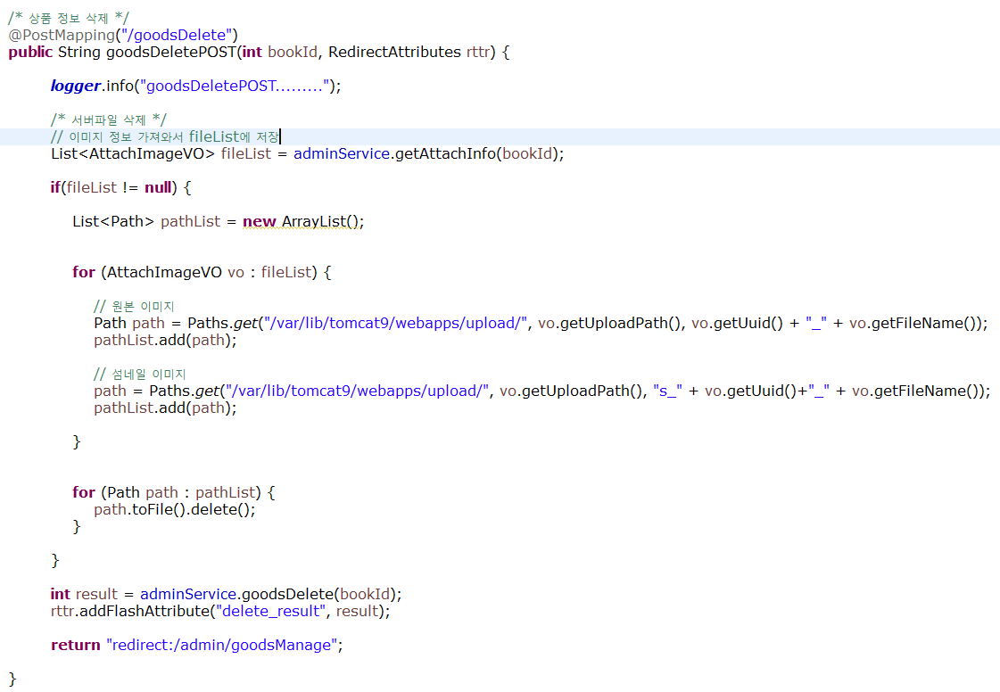 /* 상품 정보 삭제 */
@PostMapping("/goodsDelete")
public String goodsDeletePOST(int bookId, RedirectAttributes rttr) {
logger.info("goodsDeletePOST.........");
/* 서버파일 삭제 */
// 이미지 정보 가져와서 fileList에 저장
List<AttachImageVO> fileList = adminService.getAttachInfo(bookId);
if(fileList != null) {
List<Path> pathList = new ArrayList();
for (AttachImageVO vo : fileList) {
// 원본 이미지
Path path = Paths.get("/var/lib/tomcat9/webapps/upload/", vo.getUploadPath(), vo.getUuid() + "_" + vo.getFileName());
pathList.add(path);
// 섬네일 이미지
path = Paths.get("/var/lib/tomcat9/webapps/upload/", vo.getUploadPath(), "s_" + vo.getUuid()+"_" + vo.getFileName());
pathList.add(path);
}
for (Path path : pathList) {
path.toFile().delete();
}
}
int result = adminService.goodsDelete(bookId);
rttr.addFlashAttribute("delete_result", result);
return "redirect:/admin/goodsManage";
}